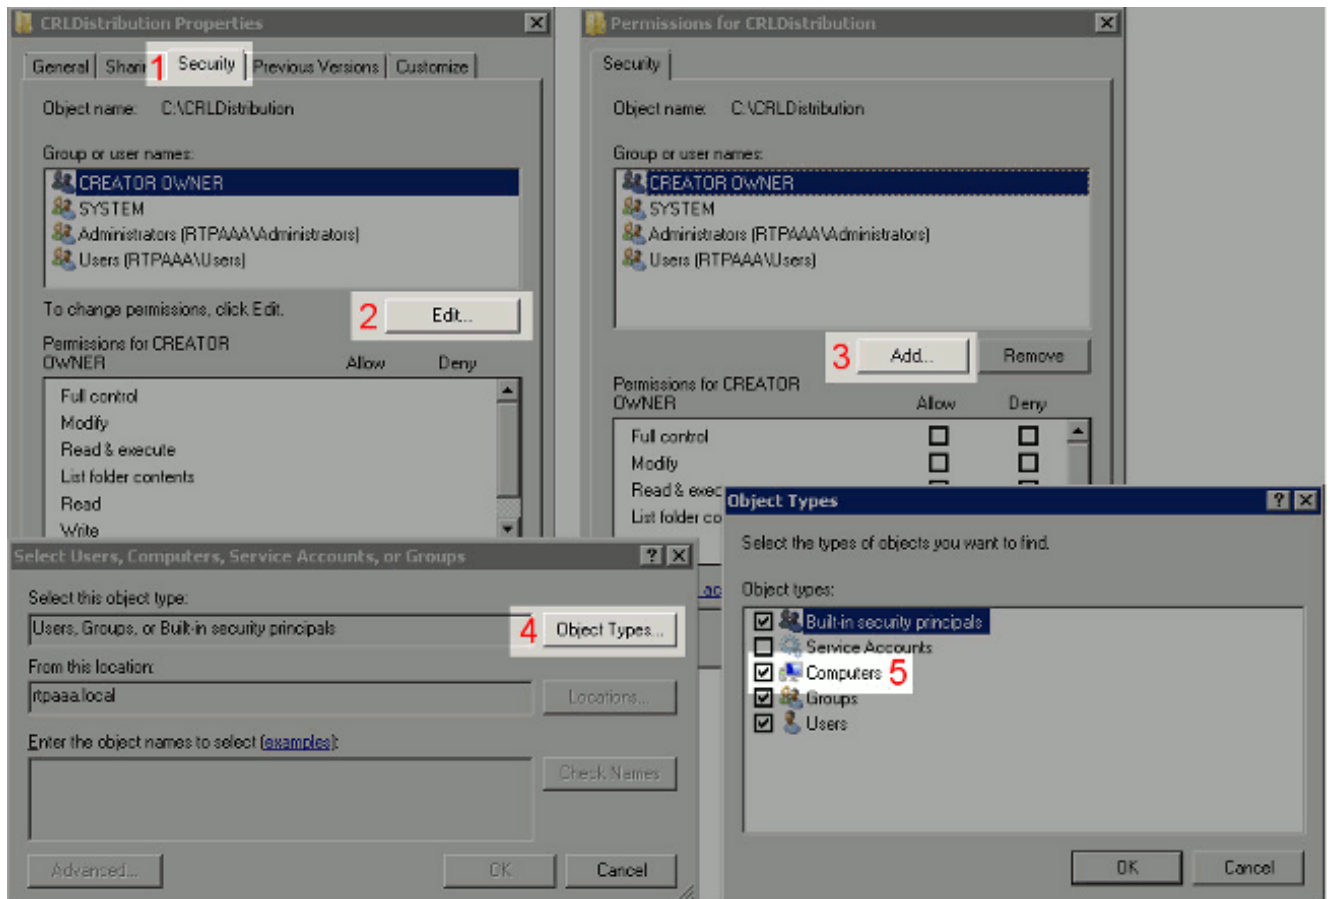 CRLDistribution Properties
General Sharin 1 Security Previous Versions Customize
Object name: C:\CRLDistribution
Group or user names:
CREATOR OWNER
SYSTEM
Administrators (RTPAAA\Administrators)
Users (RTPAAA\Users)
To change permissions, click Edit. 2 Edit...
Permissions for CREATOR
OWNER Allow Deny
Full control
Modify
Read & execute
List folder contents
Read
Write
Permissions for CRLDistribution
Security
Object name: C:\CRLDistribution
Group or user names:
CREATOR OWNER
SYSTEM
Administrators (RTPAAA\Administrators)
Users (RTPAAA\Users)
3 Add... Remove
Permissions for CREATOR
OWNER Allow Deny
Full control
Modify
Read & exec
List folder co
ac
Select Users, Computers, Service Accounts, or Groups
Select this object type:
Users, Groups, or Built-in security principals 4 Object Types...
From this location:
rtpaaa.local Locations...
Enter the object names to select (examples):
Check Names
Advanced... OK Cancel
Object Types
Select the types of objects you want to find.
Object types:
Built-in security principals
Service Accounts
Computers 5
Groups
Users
OK Cancel